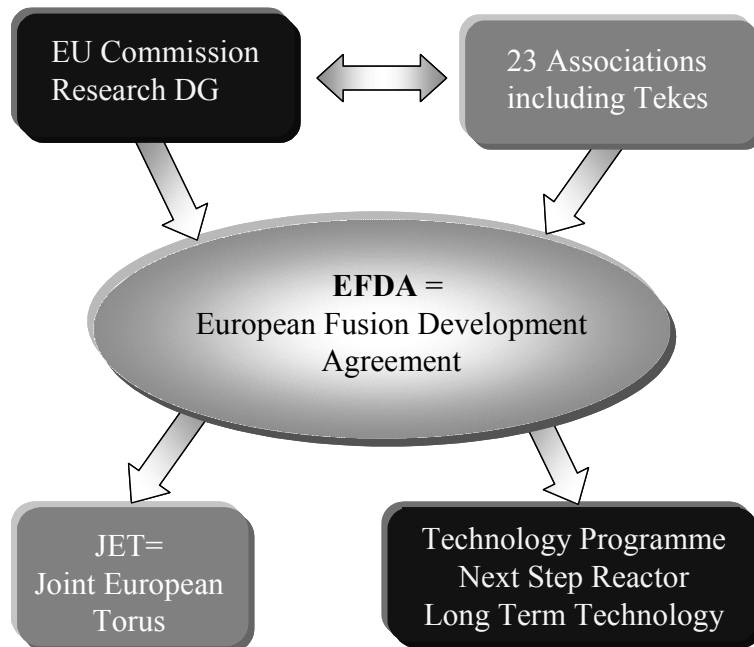 EU Commission
Research DG
23 Associations
including Tekes
EFDA =
European Fusion Development
Agreement
JET=
Joint European
Torus
Technology Programme
Next Step Reactor
Long Term Technology